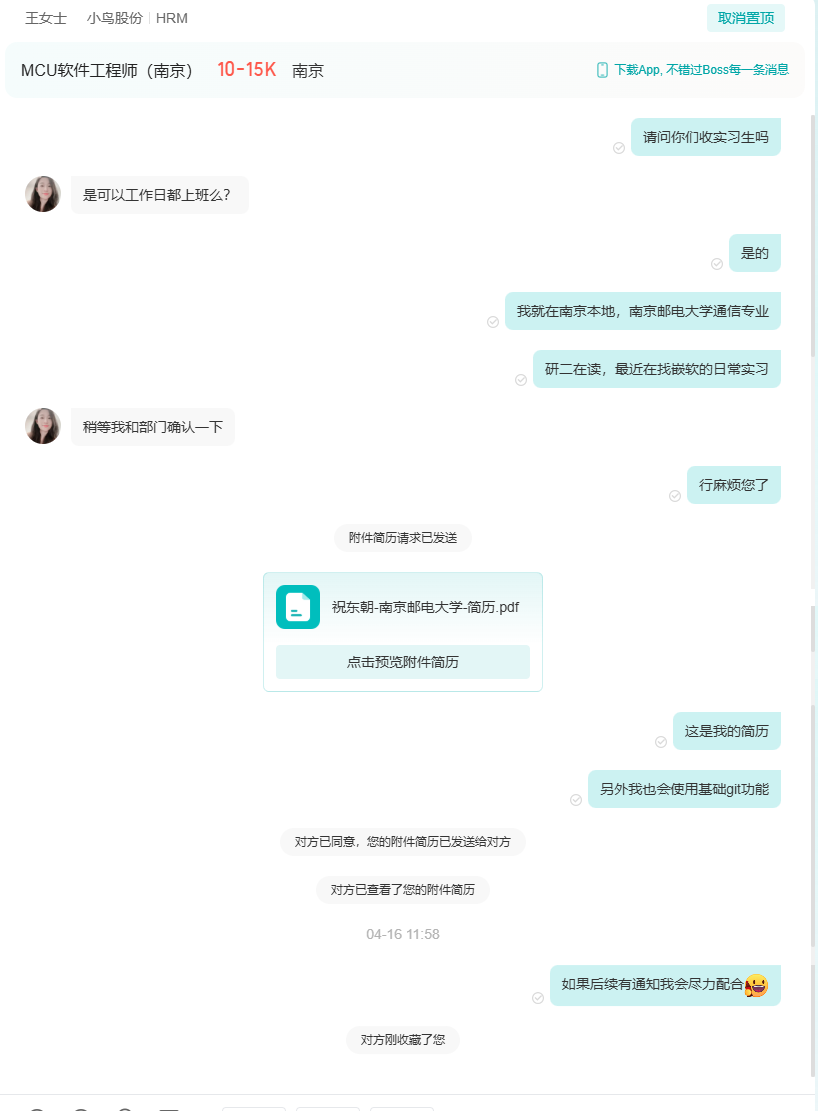 王女士 小鸟股份 HRM 取消置顶
MCU软件工程师（南京） 10-15K 南京 下载App, 不错过Boss每一条消息
请问你们收实习生吗
是可以工作日都上班么？
是的
我就在南京本地，南京邮电大学通信专业
研二在读，最近在找嵌软的日常实习
稍等我和部门确认一下
行麻烦您了
附件简历请求已发送
祝东朝-南京邮电大学-简历.pdf
点击预览附件简历
这是我的简历
另外我也会使用基础git功能
对方已同意，您的附件简历已发送给对方
对方已查看了您的附件简历
04-16 11:58
如果后续有通知我会尽力配合
对方刚收藏了您